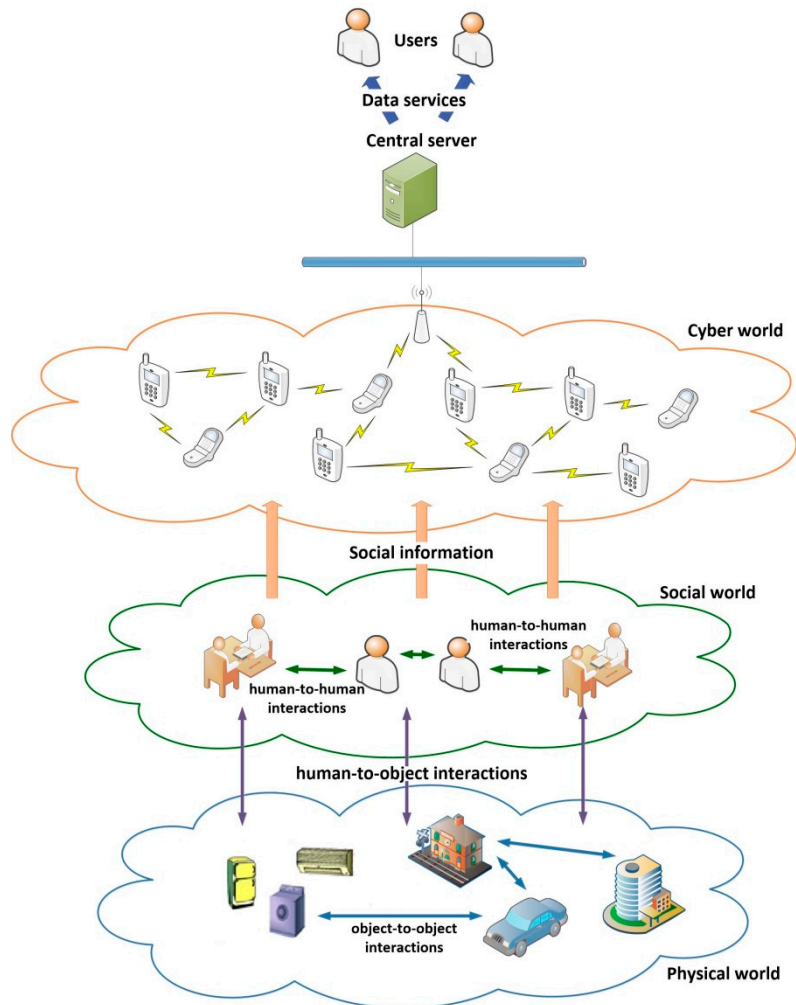 Users
Data services
Central server
Cyber world
Social information
Social world
human-to-human
interactions
human-to-human
interactions
human-to-object interactions
object-to-object
interactions
Physical world